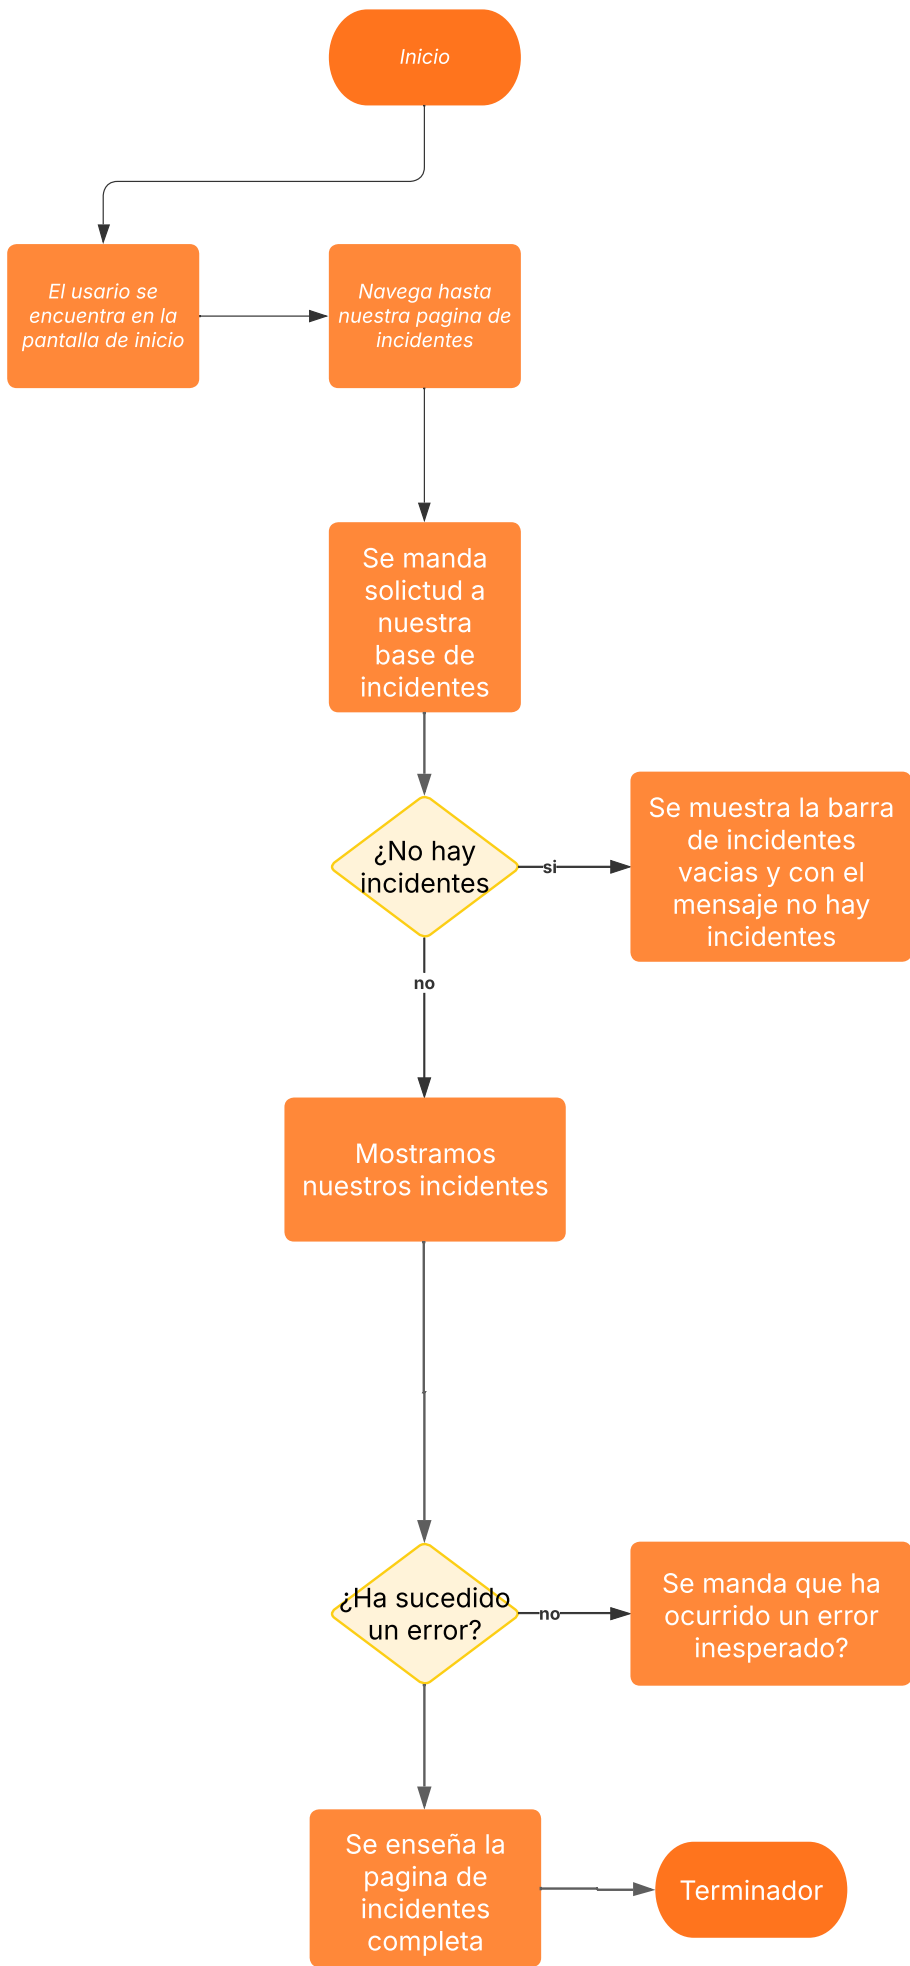 Inicio
El usario se
encuentra en la
pantalla de inicio
Navega hasta
nuestra pagina de
incidentes
Se manda
solictud a
nuestra
base de
incidentes
¿No hay
incidentes
si
Se muestra la barra
de incidentes
vacias y con el
mensaje no hay
incidentes
no
Mostramos
nuestros incidentes
¿Ha sucedido
un error?
no
Se manda que ha
ocurrido un error
inesperado?
Se enseña la
pagina de
incidentes
completa
Terminador